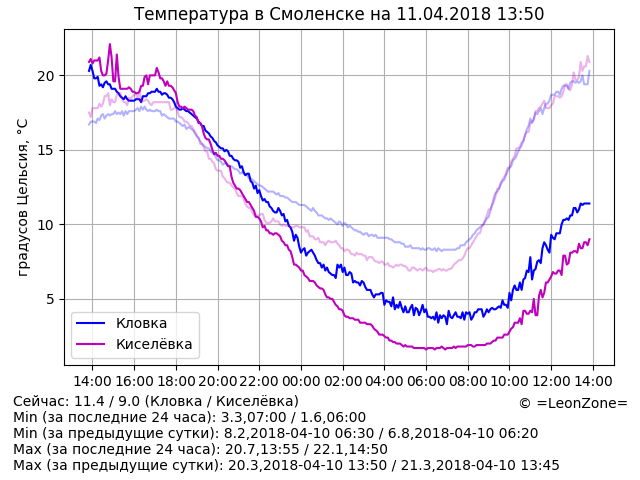 Температура в Смоленске на 11.04.2018 13:50
градусов Цельсия, °C
20
15
10
5
Кловка
Киселёвка
14:00 16:00 18:00 20:00 22:00 00:00 02:00 04:00 06:00 08:00 10:00 12:00 14:00
Сейчас: 11.4 / 9.0 (Кловка / Киселёвка)
© =LeonZone=
Min (за последние 24 часа): 3.3,07:00 / 1.6,06:00
Min (за предыдущие сутки): 8.2,2018-04-10 06:30 / 6.8,2018-04-10 06:20
Max (за последние 24 часа): 20.7,13:55 / 22.1,14:50
Max (за предыдущие сутки): 20.3,2018-04-10 13:50 / 21.3,2018-04-10 13:45